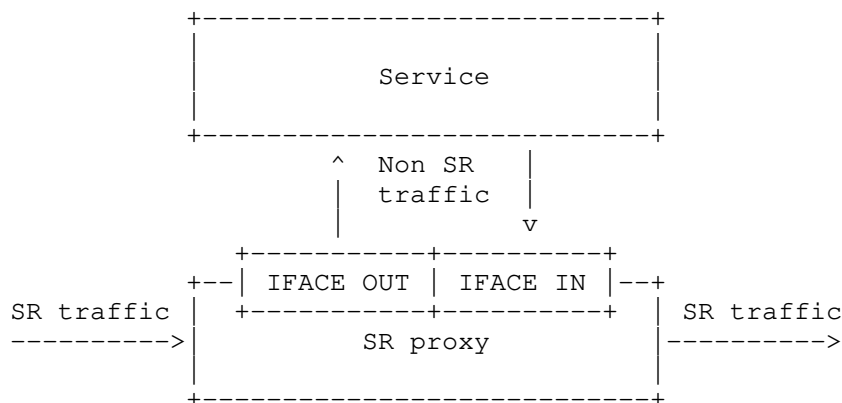 Service
Non SR
traffic
IFACE OUT IFACE IN
SR traffic SR traffic
SR proxy